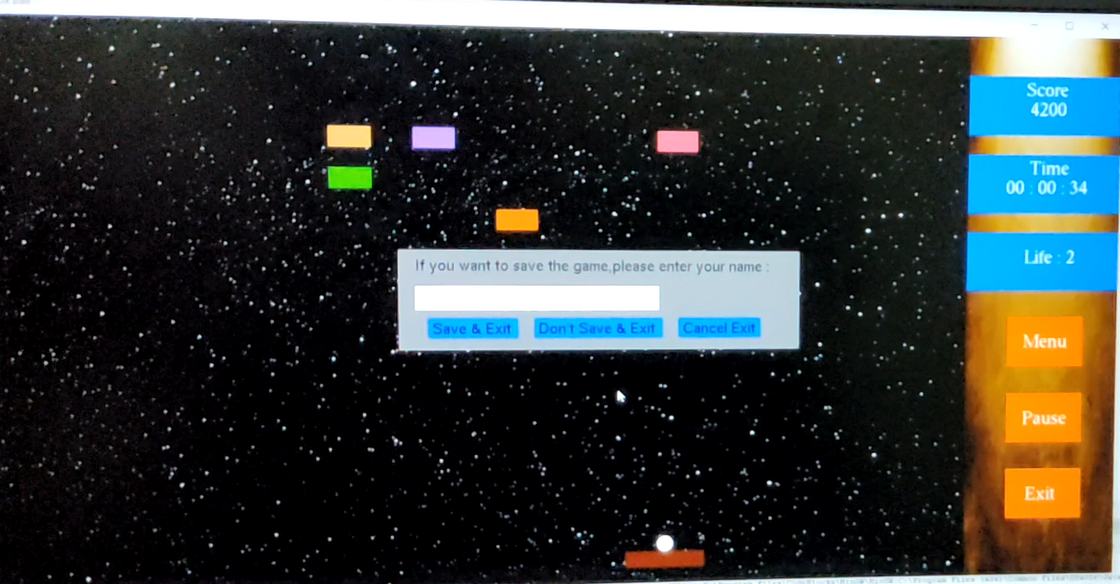 Score
4200
Time
00 : 00 : 34
Life : 2
If you want to save the game,please enter your name :
Save & Exit
Don't Save & Exit
Cancel Exit
Menu
Pause
Exit